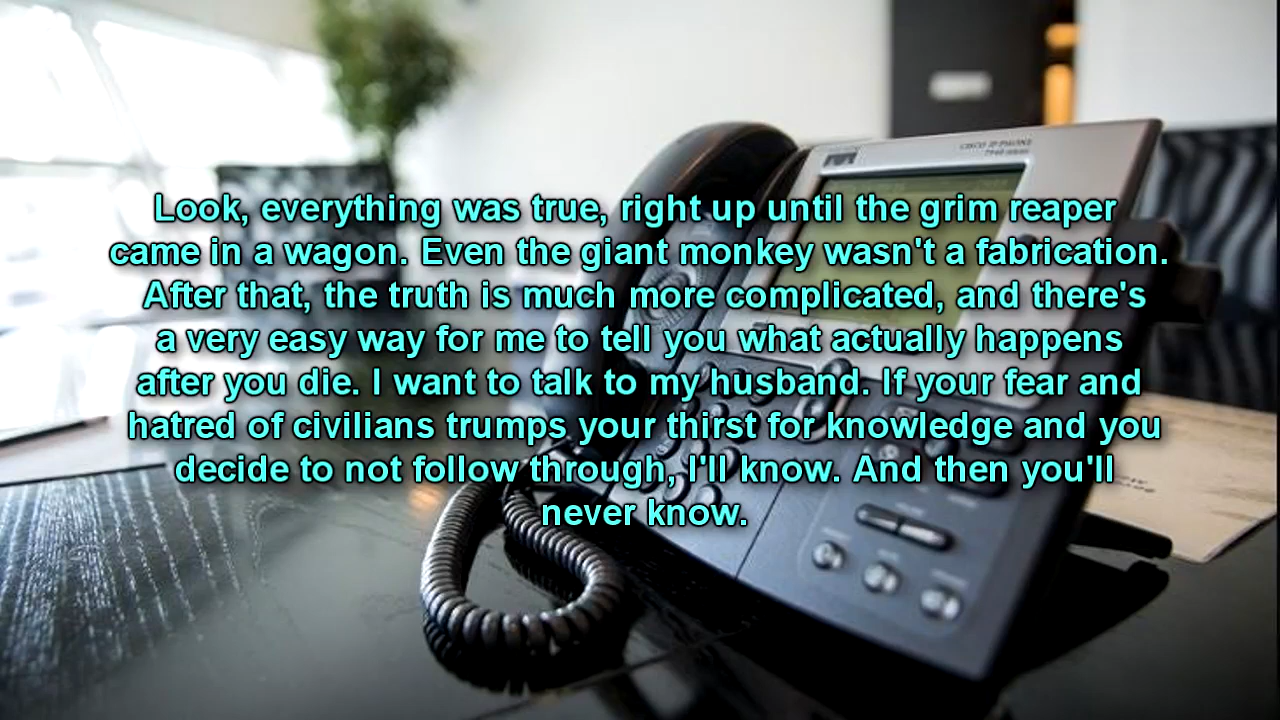 CISCO IP PHONE
Look, everything was true, right up until the grim reaper
came in a wagon. Even the giant monkey wasn't a fabrication.
After that, the truth is much more complicated, and there's
a very easy way for me to tell you what actually happens
after you die. I want to talk to my husband. If your fear and
hatred of civilians trumps your thirst for knowledge and you
decide to not follow through, I'll know. And then you'll
never know.